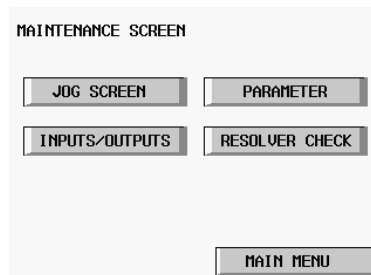 MAINTENANCE SCREEN
JOG SCREEN
PARAMETER
INPUTS/OUTPUTS
RESOLVER CHECK
MAIN MENU